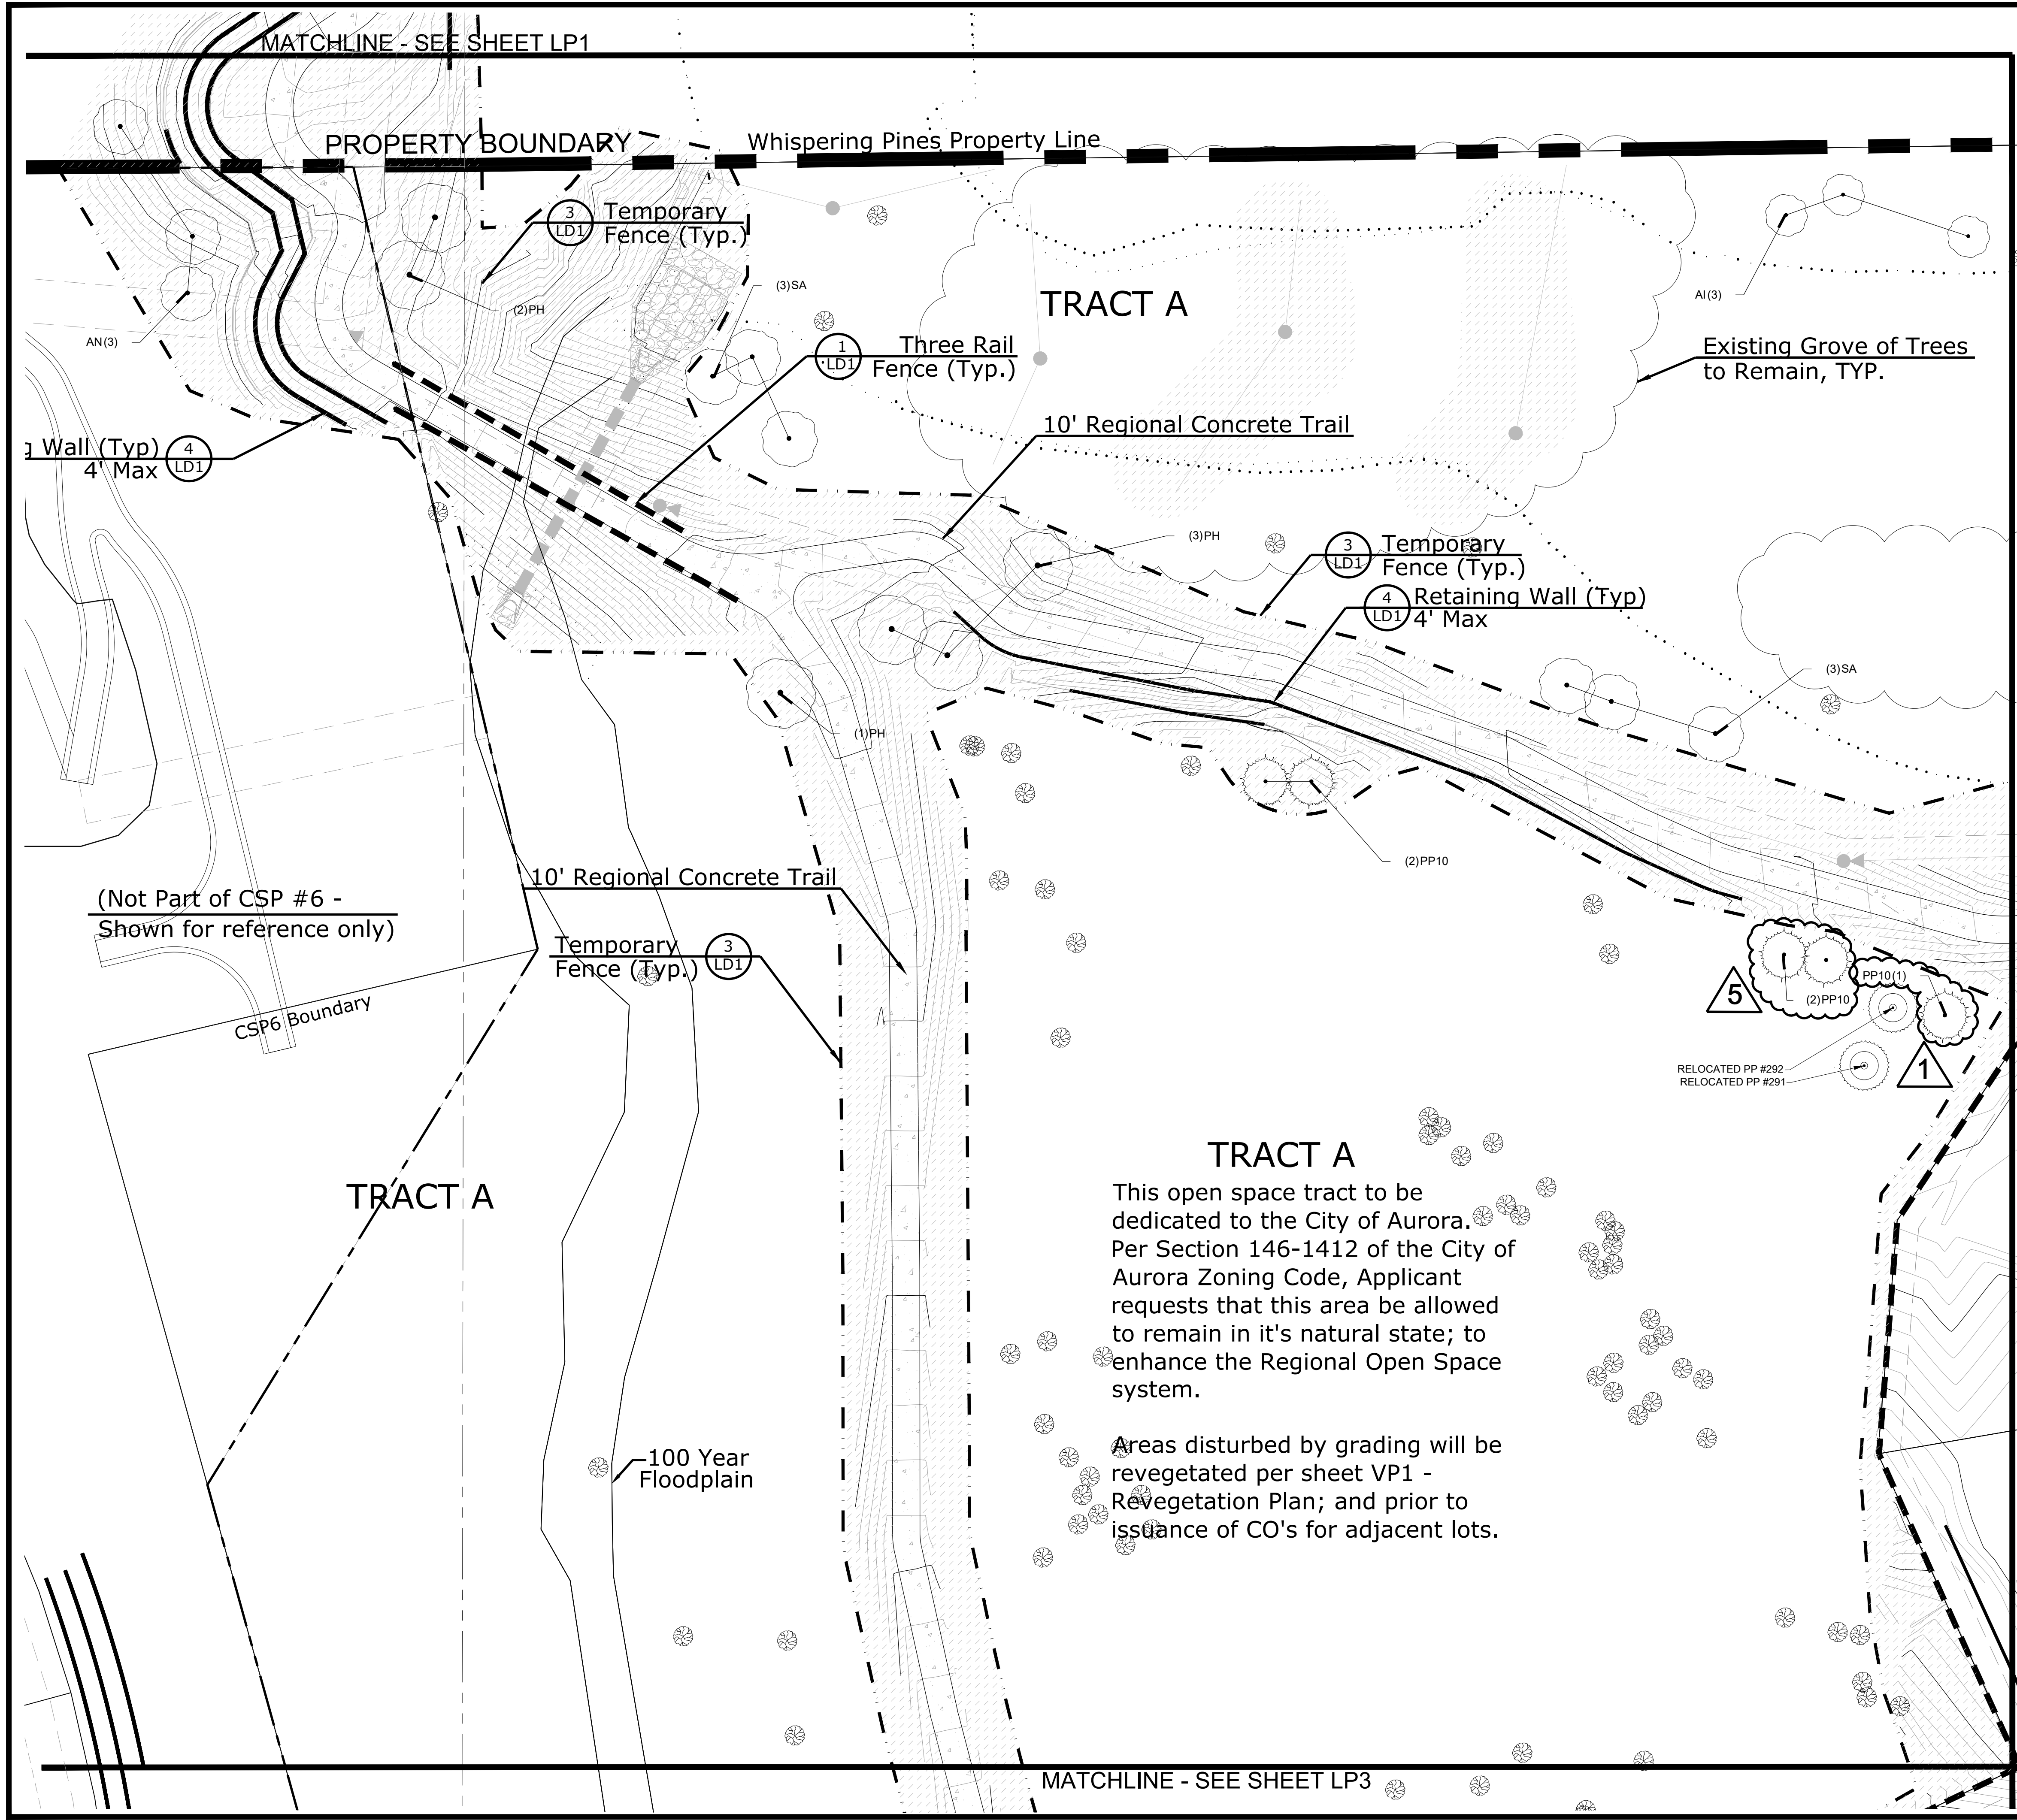 MATCHLINE - SEE SHEET LP1
PROPERTY BOUNDARY
Whispering Pines Property Line
3
LD1
Temporary
Fence (Typ.)
(2)PH
(3)SA
AN(3)
TRACT A
AI(3)
1
LD1
Three Rail
Fence (Typ.)
Existing Grove of Trees
to Remain, TYP.
10' Regional Concrete Trail
Wall (Typ)
4' Max
4
LD1
(3)PH
3
LD1
Temporary
Fence (Typ.)
4
LD1
Retaining Wall (Typ)
4' Max
(3)SA
(1)PH
(2)PP10
10' Regional Concrete Trail
(Not Part of CSP #6 -
Shown for reference only)
Temporary
Fence (Typ.)
3
LD1
CSP6 Boundary
5
(2)PP10
PP10(1)
RELOCATED PP #292
RELOCATED PP #291
1
TRACT A
TRACT A
This open space tract to be
dedicated to the City of Aurora.
Per Section 146-1412 of the City of
Aurora Zoning Code, Applicant
requests that this area be allowed
to remain in it's natural state; to
enhance the Regional Open Space
system.
Areas disturbed by grading will be
revegetated per sheet VP1 -
Revegetation Plan; and prior to
issuance of CO's for adjacent lots.
100 Year
Floodplain
MATCHLINE - SEE SHEET LP3